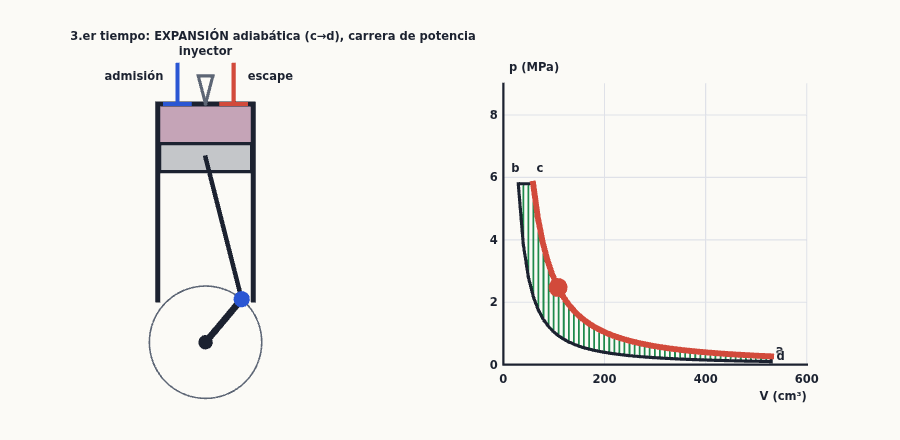 3.er tiempo: EXPANSIÓN adiabática (c→d), carrera de potencia
inyector
admisión
escape
p (MPa)
8
6
4
2
0
b
c
a
d
0
200
400
600
V (cm³)